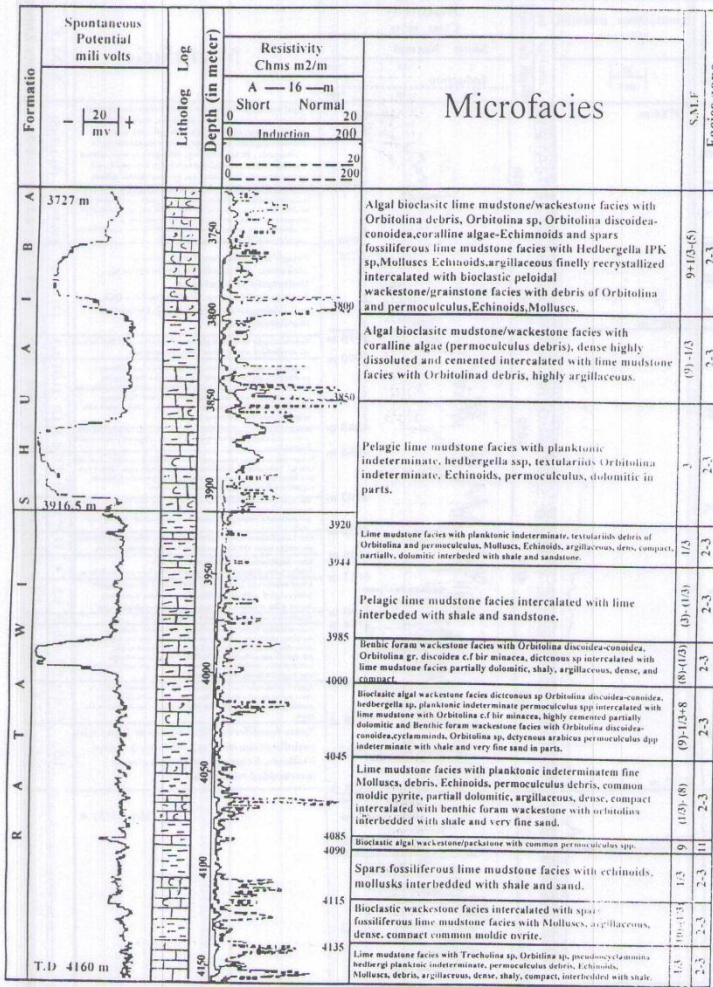 Formatio
Spontaneous
Potential
mili volts
- 20 +
mv
Litholog Log
Depth (in meter)
Resistivity
Chms m2/m
A — 16 — m
Short Normal
0 20
0 Induction 200
0 20
0 200
Microfacies
S.M.F
Facies zone
S H U A I B A
R A T A W I
3727 m
3916.5 m
T.D 4160 m
3750
3800
3850
3900
3950
4000
4050
4100
4150
3800
3850
3920
3944
3985
4000
4045
4085
4090
4115
4135
Algal bioclasitc lime mudstone/wackestone facies with
Orbitolina debris, Orbitolina sp, Orbitolina discoidea-
conoidea,coralline algae-Echimnoids and spars
fossiliferous lime mudstone facies with Hedbergella IPK
sp,Molluscs Echinoids,argillaceous finelly recrystallized
intercalated with bioclastic peloidal
wackestone/grainstone facies with debris of Orbitolina
and permoculculus,Echinoids,Molluscs.
9+1/3-(5)
2-3
Algal bioclasitc mudstone/wackestone facies with
coralline algae (permoculculus debris), dense highly
dissoluted and cemented intercalated with lime mudstone
facies with Orbitolinad debris, highly argillaceous.
(9) -1/3
2-3
Pelagic lime mudstone facies with planktonic
indeterminate, hedbergella ssp, textulariids Orbitolina
indeterminate, Echinoids, permoculculus, dolomitic in
parts.
3
2-3
Lime mudstone facies with planktonic indeterminate, testulariids debris of
Orbitolina and permoculculus, Molluscs, Echinoids, argillaceous, dens, compact,
partially, dolomitic interbeded with shale and sandstone.
1/3
2-3
Pelagic lime mudstone facies intercalated with lime
interbeded with shale and sandstone.
(3)- (1/3)
2-3
Benthic foram wackestone facies with Orbitolina discoidea-conoidea,
Orbitolina gr. discoidea c.f bir minacea, dictcnous sp intercalated with
lime mudstone facies partially dolomitic, shaly, argillaceous, dense, and
compact.
(8)-(1/3)
2-3
Bioclasitc algal wackestone facies dictconous sp Orbitolina discoidea-conoidea,
hedbergella sp, planktonic indeterminate permoculculus spp intercalated with
lime mudstone with Orbitolina c.f bir minacea, highly cemented partially
dolomitic and Benthic foram wackestone facies with Orbitolina discoidea-
conoidea,cyclamminds, Orbitolina sp, dctycnous arabicus permoculculus dpp
indeterminate with shale and very fine sand in parts.
(9)-1/3+8
2-3
Lime mudstone facies with planktonic indeterminatem fine
Molluscs, debris, Echinoids, permoculculus debris, common
moldic pyrite, partiall dolomitic, argillaceous, dense, compact
intercalated with benthic foram wackestone with orbitolina
interbedded with shale and very fine sand.
(1/3)- (8)
2-3
Bioclastic algal wackestone/packstone with common permoculculus spp.
9
11
Spars fossiliferous lime mudstone facies with echinoids,
mollusks interbedded with shale and sand.
1/3
2-3
Bioclastic wackestone facies intercalated with spars
fossiliferous lime mudstone facies with Molluscs, argillaceous,
dense, compact common moldic pyrite.
2-3
Lime mudstone facies with Trocholina sp, Orbitlina sp, pseudocyclammina
hedbergi planktoic indeterminate, permoculculus debris, Echinoids,
Molluscs, debris, argillaceous, dense, shaly, compact, interbedded with shale.
1/3
2-3